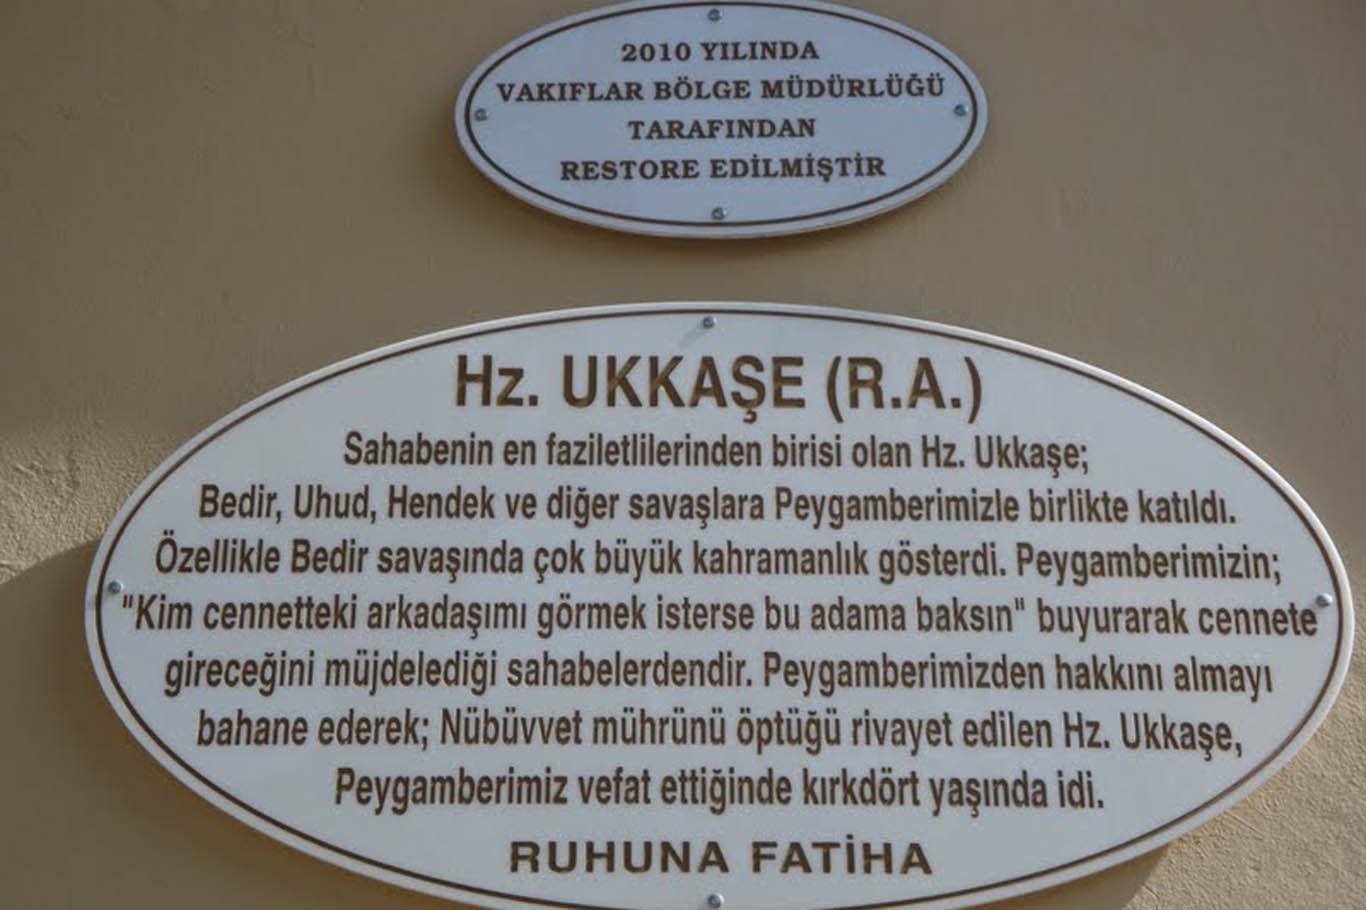 2010 YILINDA
VAKIFLAR BÖLGE MÜDÜRLÜĞÜ
TARAFINDAN
RESTORE EDİLMİŞTİR
Hz. UKKAŞE (R.A.)
Sahabenin en faziletlilerinden birisi olan Hz. Ukkaşe;
Bedir, Uhud, Hendek ve diğer savaşlara Peygamberimizle birlikte katıldı.
Özellikle Bedir savaşında çok büyük kahramanlık gösterdi. Peygamberimizin;
"Kim cennetteki arkadaşımı görmek isterse bu adama baksın" buyurarak cennete
gireceğini müjdelediği sahabelerdendir. Peygamberimizden hakkını almayı
bahane ederek; Nübüvvet mührünü öptüğü rivayet edilen Hz. Ukkaşe,
Peygamberimiz vefat ettiğinde kırkdört yaşında idi.
RUHUNA FATİHA